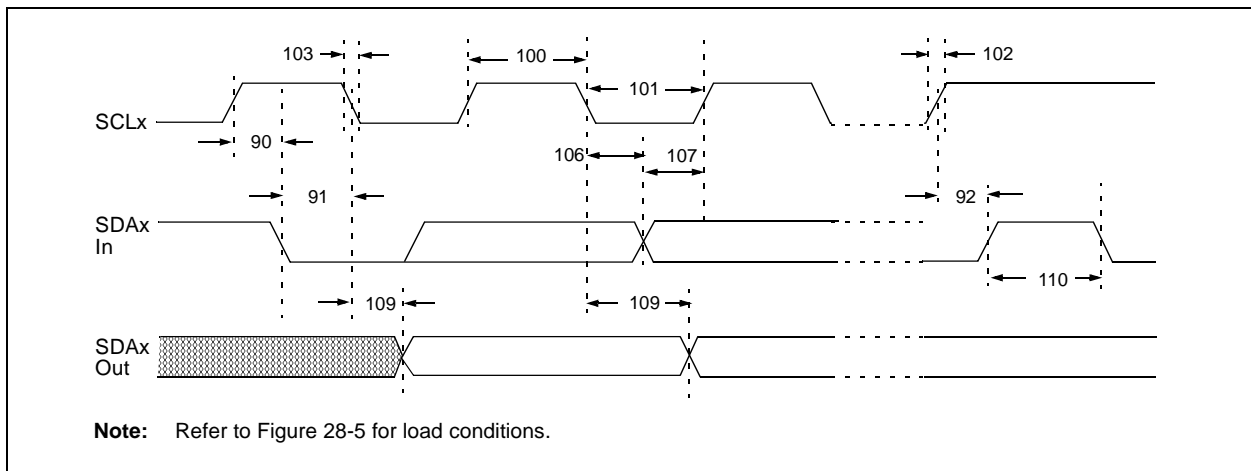 103
100
102
101
SCLx
90
106
107
91
92
SDAx
In
110
109
109
SDAx
Out
Note: Refer to Figure 28-5 for load conditions.